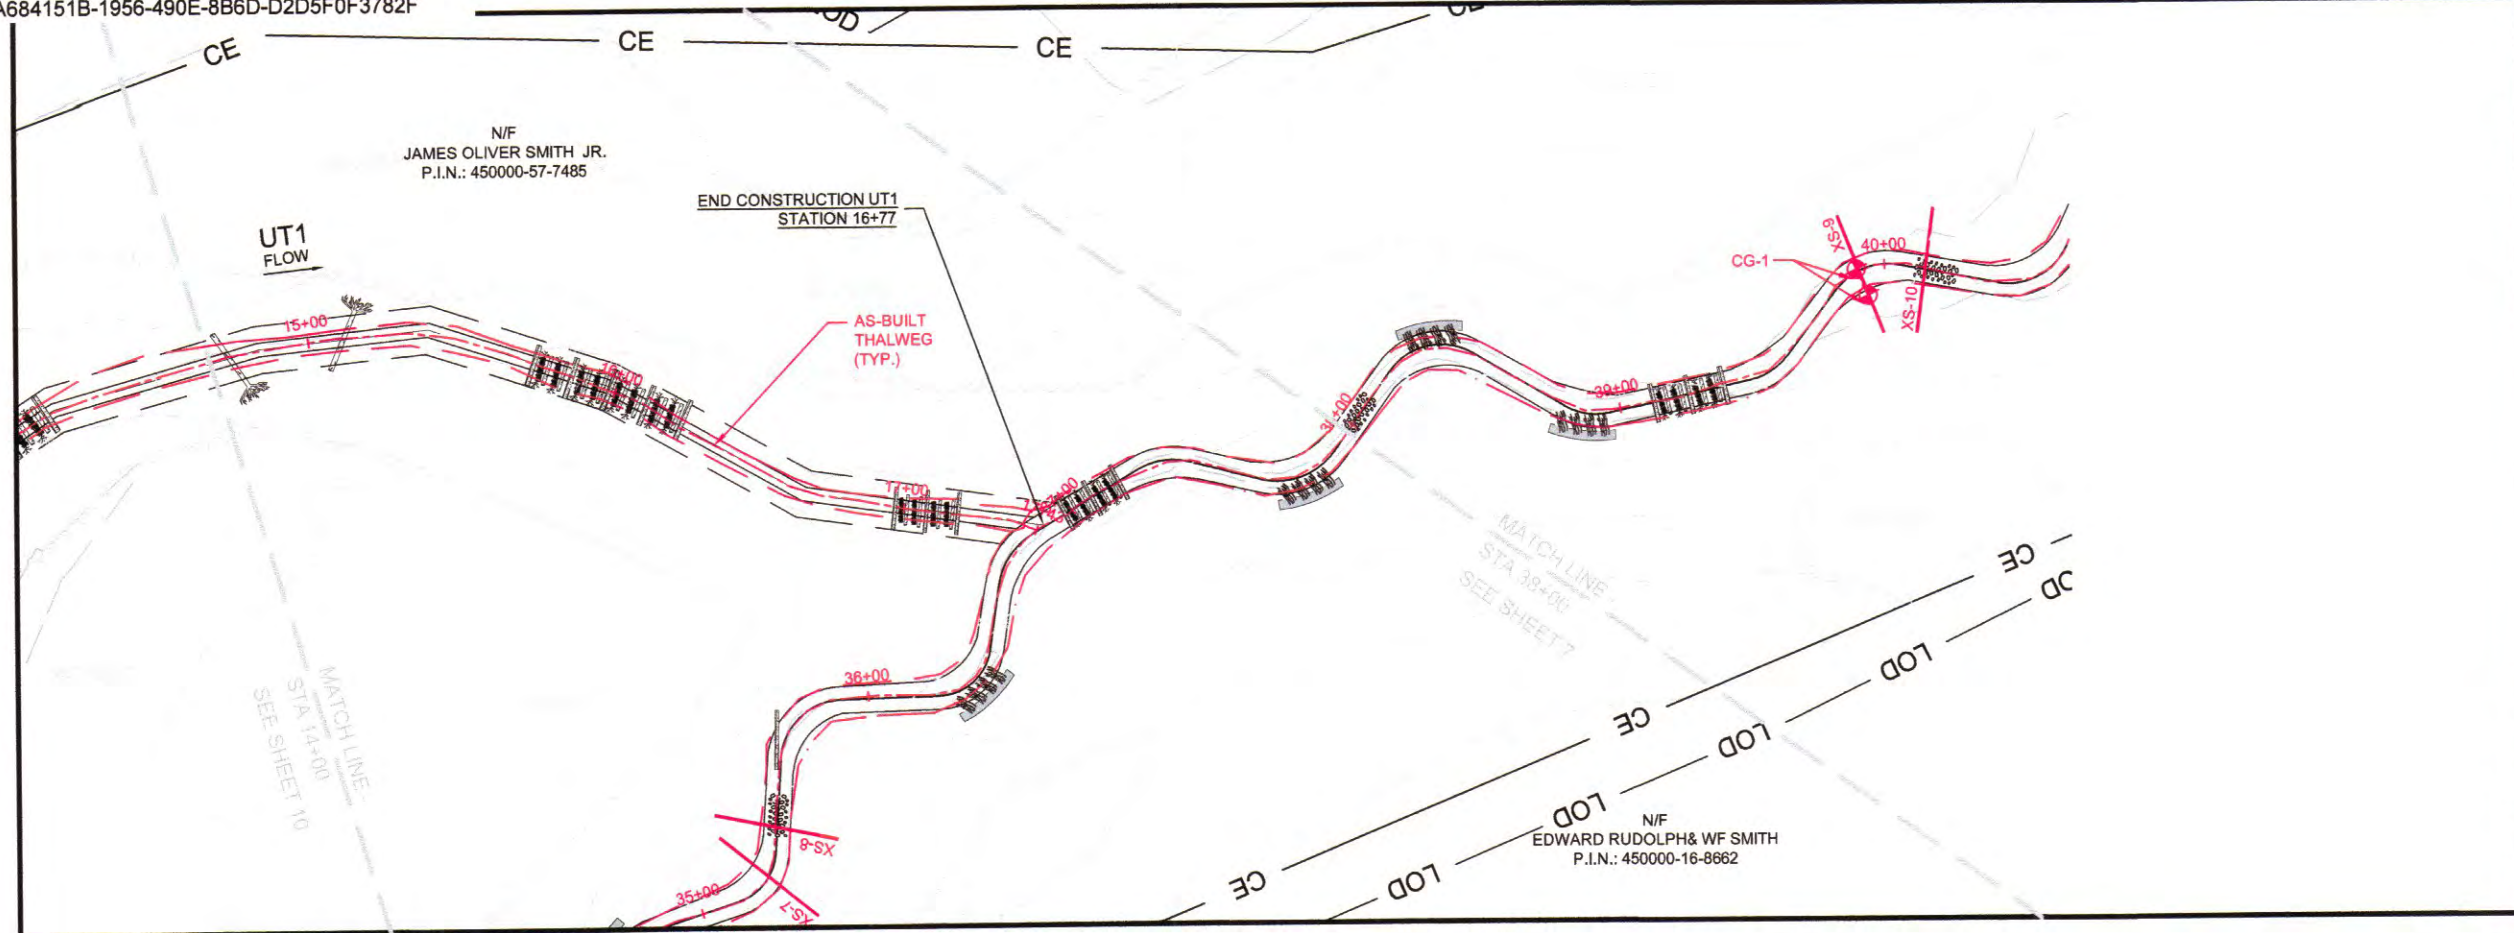 A684151B-1956-490E-8B6D-D2D5F0F3782F
CE
CE
CE
N/F
JAMES OLIVER SMITH JR.
P.I.N.: 450000-57-7485
END CONSTRUCTION UT1
STATION 16+77
UT1
FLOW
AS-BUILT
THALWEG
(TYP.)
15+00
16+00
17+00
XS-9
40+00
CG-1
XS-10
39+00
MATCH LINE
STA 38+00
SEE SHEET 7
MATCH LINE
STA 14+00
SEE SHEET 10
36+00
XS-8
XS-7
35+00
CE
LOD
CE
LOD
LOD
CE
LOD
N/F
EDWARD RUDOLPH& WF SMITH
P.I.N.: 450000-16-8662